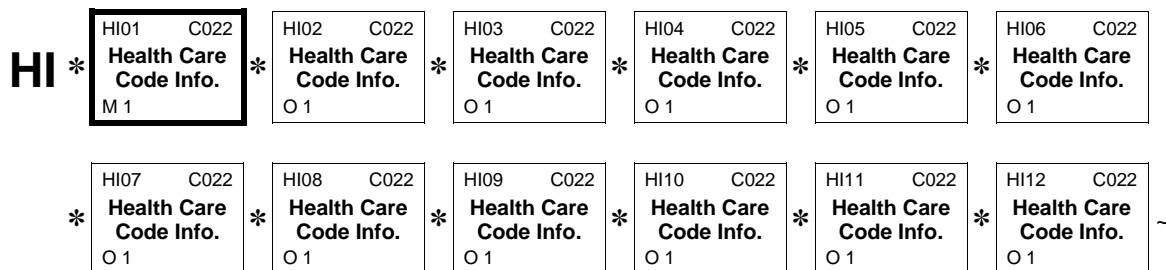 HI01 C022 HI02 C022 HI03 C022 HI04 C022 HI05 C022 HI06 C022
HI * Health Care * Health Care * Health Care * Health Care * Health Care * Health Care
Code Info. Code Info. Code Info. Code Info. Code Info. Code Info.
M 1 O 1 O 1 O 1 O 1 O 1
HI07 C022 HI08 C022 HI09 C022 HI10 C022 HI11 C022 HI12 C022
* Health Care * Health Care * Health Care * Health Care * Health Care * Health Care ~
Code Info. Code Info. Code Info. Code Info. Code Info. Code Info.
O 1 O 1 O 1 O 1 O 1 O 1